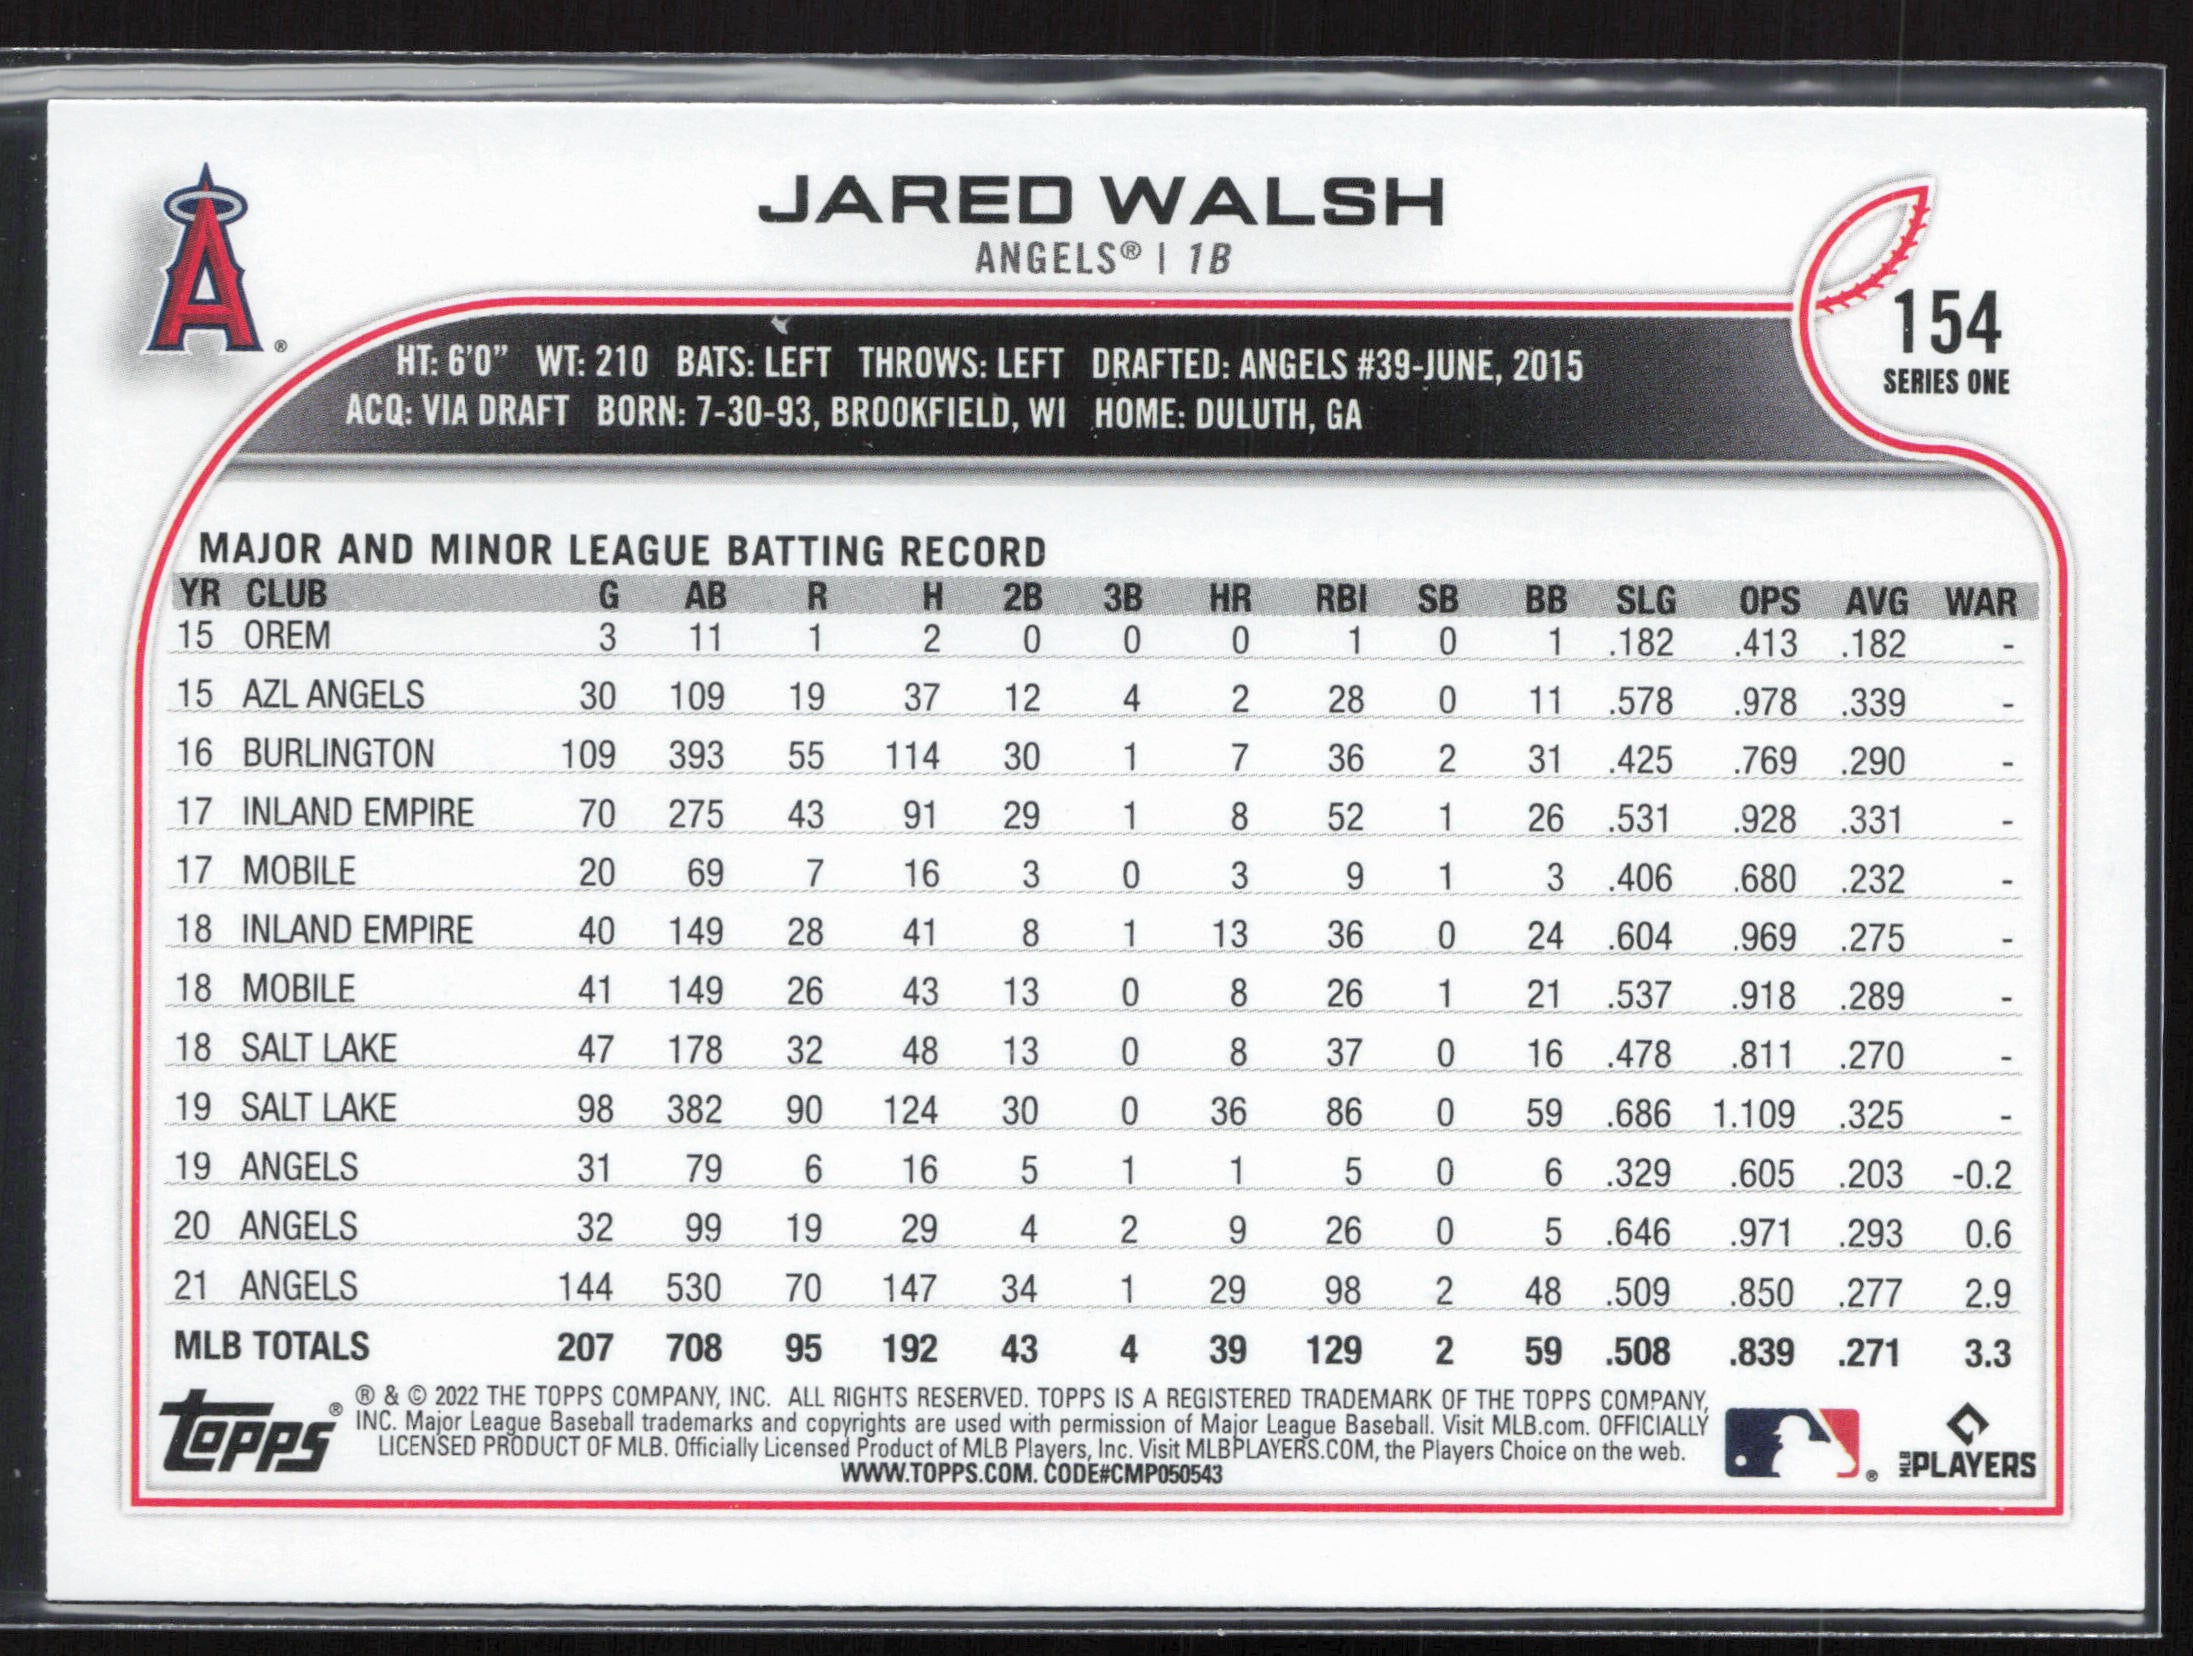 JARED WALSH
ANGELS® | 1B
154
SERIES ONE
A®
HT: 6'0" WT: 210 BATS: LEFT THROWS: LEFT DRAFTED: ANGELS #39-JUNE, 2015
ACQ: VIA DRAFT BORN: 7-30-93, BROOKFIELD, WI HOME: DULUTH, GA
MAJOR AND MINOR LEAGUE BATTING RECORD
YR CLUB G AB R H 2B 3B HR RBI SB BB SLG OPS AVG WAR
15 OREM 3 11 1 2 0 0 0 1 0 1 .182 .413 .182 -
15 AZL ANGELS 30 109 19 37 12 4 2 28 0 11 .578 .978 .339 -
16 BURLINGTON 109 393 55 114 30 1 7 36 2 31 .425 .769 .290 -
17 INLAND EMPIRE 70 275 43 91 29 1 8 52 1 26 .531 .928 .331 -
17 MOBILE 20 69 7 16 3 0 3 9 1 3 .406 .680 .232 -
18 INLAND EMPIRE 40 149 28 41 8 1 13 36 0 24 .604 .969 .275 -
18 MOBILE 41 149 26 43 13 0 8 26 1 21 .537 .918 .289 -
18 SALT LAKE 47 178 32 48 13 0 8 37 0 16 .478 .811 .270 -
19 SALT LAKE 98 382 90 124 30 0 36 86 0 59 .686 1.109 .325 -
19 ANGELS 31 79 6 16 5 1 1 5 0 6 .329 .605 .203 -0.2
20 ANGELS 32 99 19 29 4 2 9 26 0 5 .646 .971 .293 0.6
21 ANGELS 144 530 70 147 34 1 29 98 2 48 .509 .850 .277 2.9
MLB TOTALS 207 708 95 192 43 4 39 129 2 59 .508 .839 .271 3.3
topps®
® & © 2022 THE TOPPS COMPANY, INC. ALL RIGHTS RESERVED. TOPPS IS A REGISTERED TRADEMARK OF THE TOPPS COMPANY,
INC. Major League Baseball trademarks and copyrights are used with permission of Major League Baseball. Visit MLB.com. OFFICIALLY
LICENSED PRODUCT OF MLB. Officially Licensed Product of MLB Players, Inc. Visit MLBPLAYERS.COM, the Players Choice on the web.
WWW.TOPPS.COM. CODE#CMP050543
®
MLB PLAYERS